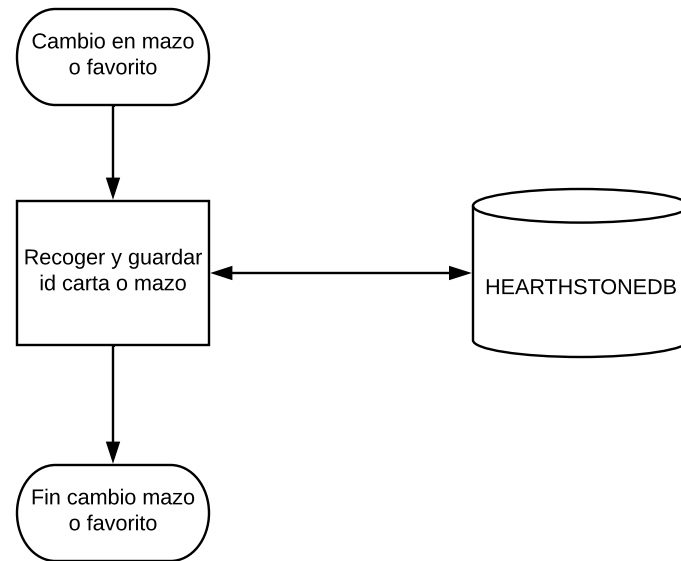 Cambio en mazo
o favorito
Recoger y guardar
id carta o mazo
HEARTHSTONEDB
Fin cambio mazo
o favorito